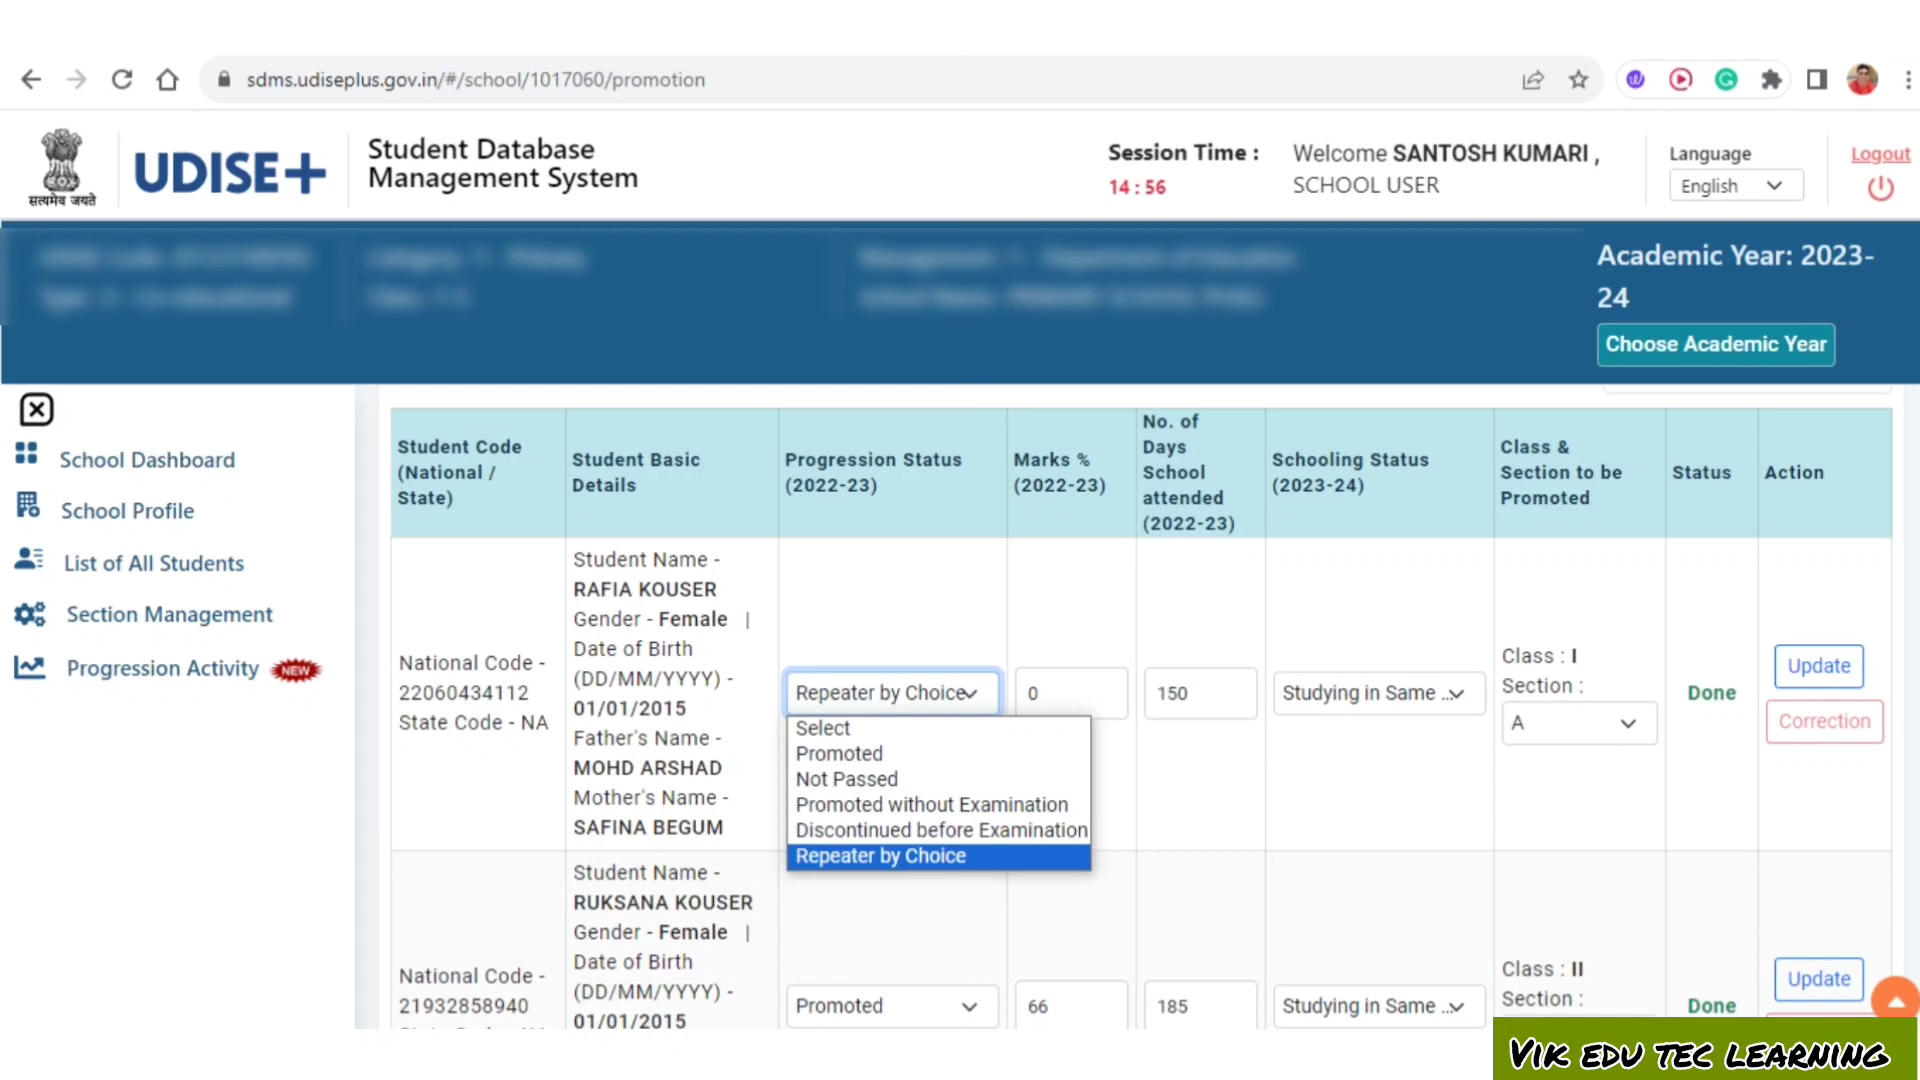 sdms.udiseplus.gov.in/#/school/1017060/promotion
सत्यमेव जयते
UDISE+
Student Database
Management System
Session Time :
14 : 56
Welcome SANTOSH KUMARI ,
SCHOOL USER
Language
English
Logout
Academic Year: 2023-
24
Choose Academic Year
School Dashboard
School Profile
List of All Students
Section Management
Progression Activity NEW
Student Code
(National /
State)
Student Basic
Details
Progression Status
(2022-23)
Marks %
(2022-23)
No. of
Days
School
attended
(2022-23)
Schooling Status
(2023-24)
Class &
Section to be
Promoted
Status
Action
National Code -
22060434112
State Code - NA
Student Name -
RAFIA KOUSER
Gender - Female |
Date of Birth
(DD/MM/YYYY) -
01/01/2015
Father's Name -
MOHD ARSHAD
Mother's Name -
SAFINA BEGUM
Repeater by Choice
Select
Promoted
Not Passed
Promoted without Examination
Discontinued before Examination
Repeater by Choice
0
150
Studying in Same ...
Class : I
Section :
A
Done
Update
Correction
National Code -
21932858940
Student Name -
RUKSANA KOUSER
Gender - Female |
Date of Birth
(DD/MM/YYYY) -
01/01/2015
Promoted
66
185
Studying in Same ...
Class : II
Section :
Done
Update
VIK EDU TEC LEARNING